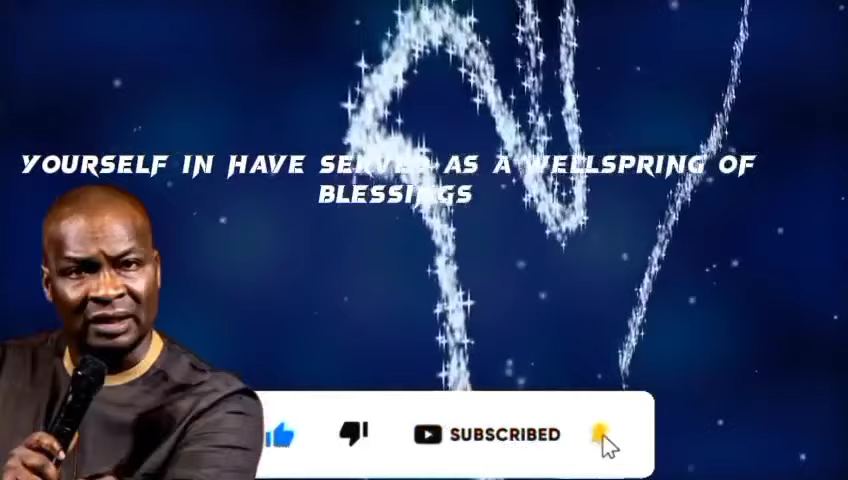 YOURSELF IN HAVE SERVED AS A WELLSPRING OF
BLESSINGS
SUBSCRIBED